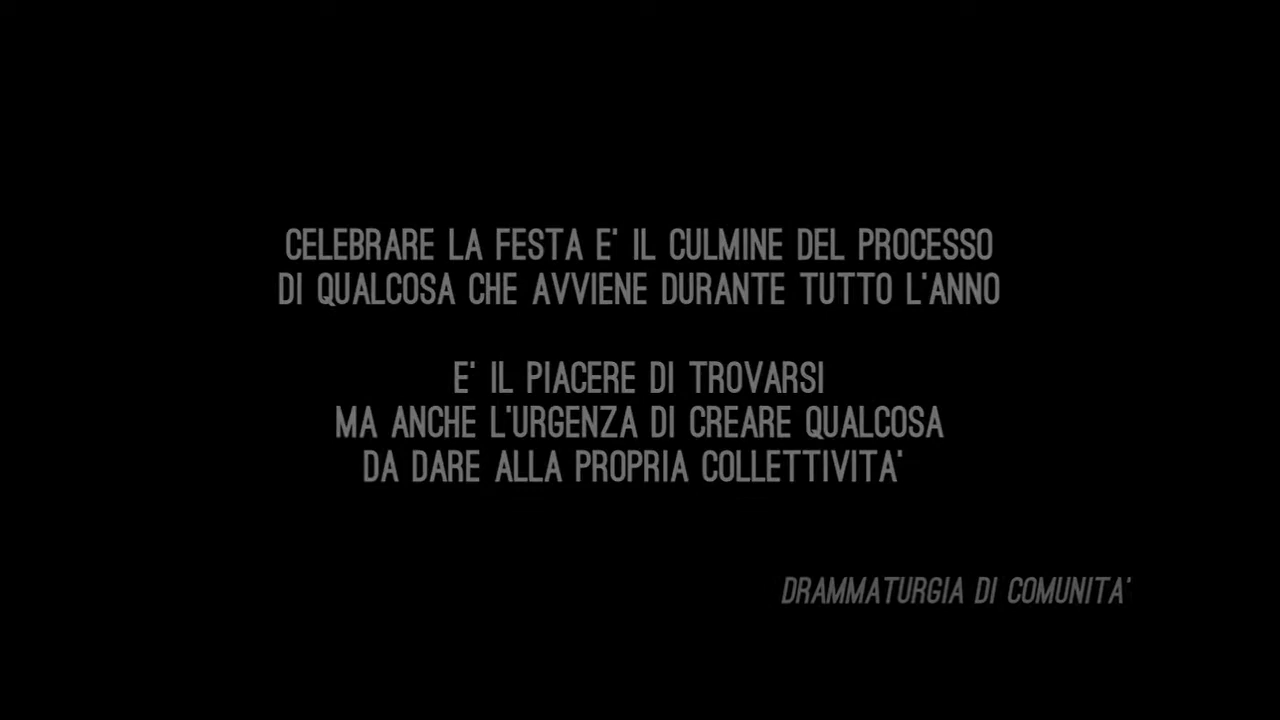 CELEBRARE LA FESTA E' IL CULMINE DEL PROCESSO
DI QUALCOSA CHE AVVIENE DURANTE TUTTO L'ANNO
E' IL PIACERE DI TROVARSI
MA ANCHE L'URGENZA DI CREARE QUALCOSA
DA DARE ALLA PROPRIA COLLETTIVITA'
DRAMMATURGIA DI COMUNITA'